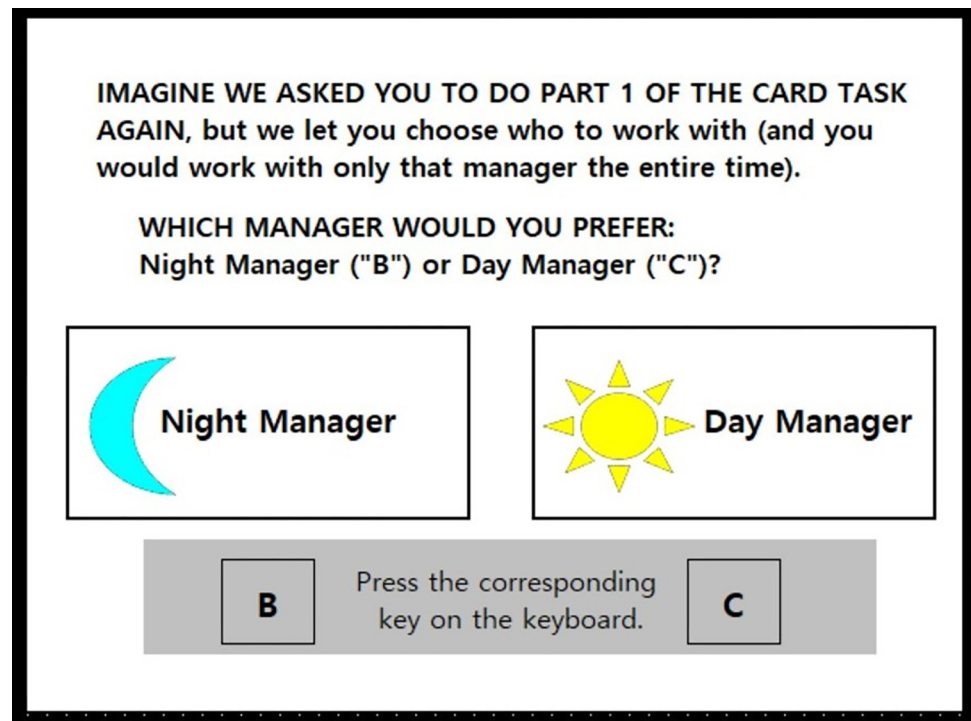 IMAGINE WE ASKED YOU TO DO PART 1 OF THE CARD TASK
AGAIN, but we let you choose who to work with (and you
would work with only that manager the entire time).
WHICH MANAGER WOULD YOU PREFER:
Night Manager ("B") or Day Manager ("C")?
Night Manager
Day Manager
B
Press the corresponding
key on the keyboard.
C